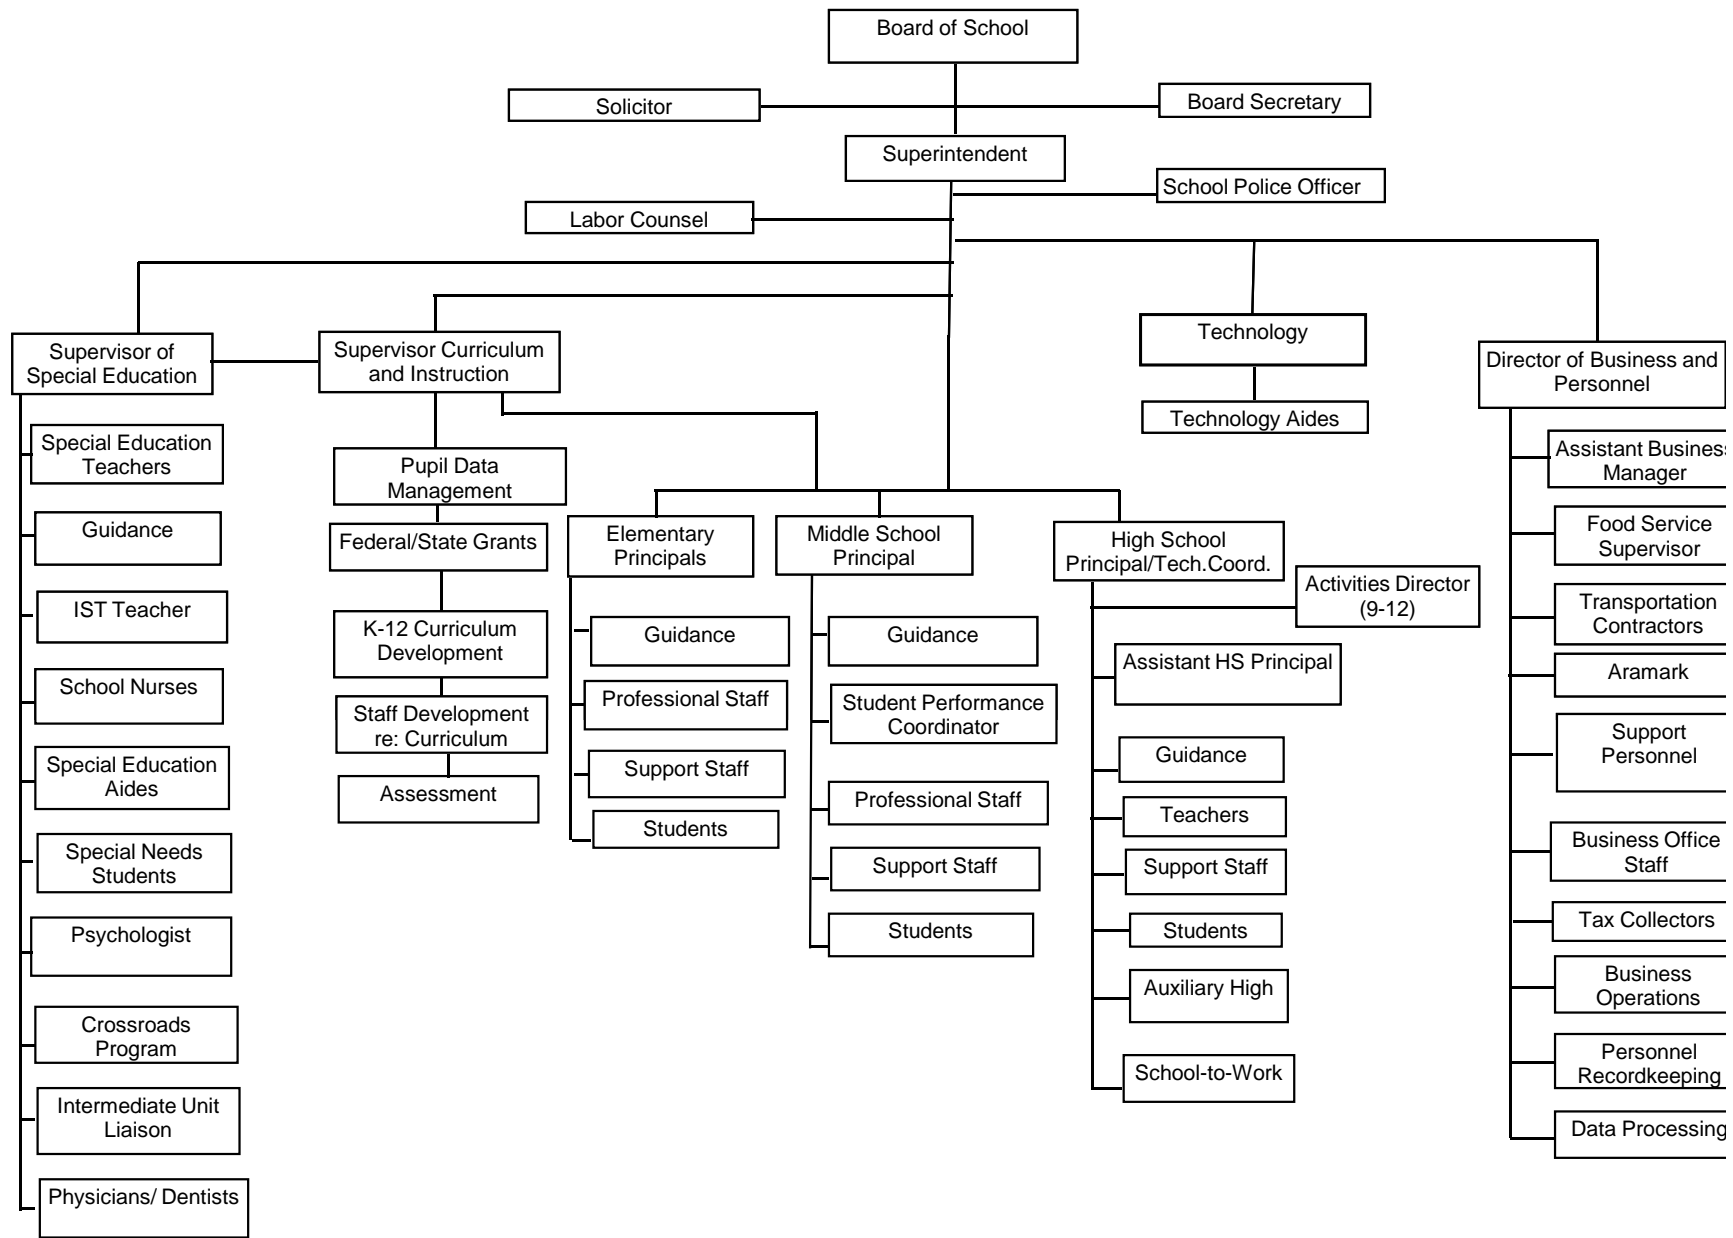 Board of School
Solicitor
Board Secretary
Superintendent
School Police Officer
Labor Counsel
Supervisor of
Special Education
Supervisor Curriculum
and Instruction
Technology
Director of Business and
Personnel
Technology Aides
Special Education
Teachers
Guidance
IST Teacher
School Nurses
Special Education
Aides
Special Needs
Students
Psychologist
Crossroads
Program
Intermediate Unit
Liaison
Physicians/ Dentists
Pupil Data
Management
Federal/State Grants
K-12 Curriculum
Development
Staff Development
re: Curriculum
Assessment
Elementary
Principals
Guidance
Professional Staff
Support Staff
Students
Middle School
Principal
Guidance
Student Performance
Coordinator
Professional Staff
Support Staff
Students
High School
Principal/Tech.Coord.
Activities Director
(9-12)
Assistant HS Principal
Guidance
Teachers
Support Staff
Students
Auxiliary High
School-to-Work
Assistant Business
Manager
Food Service
Supervisor
Transportation
Contractors
Aramark
Support
Personnel
Business Office
Staff
Tax Collectors
Business
Operations
Personnel
Recordkeeping
Data Processing